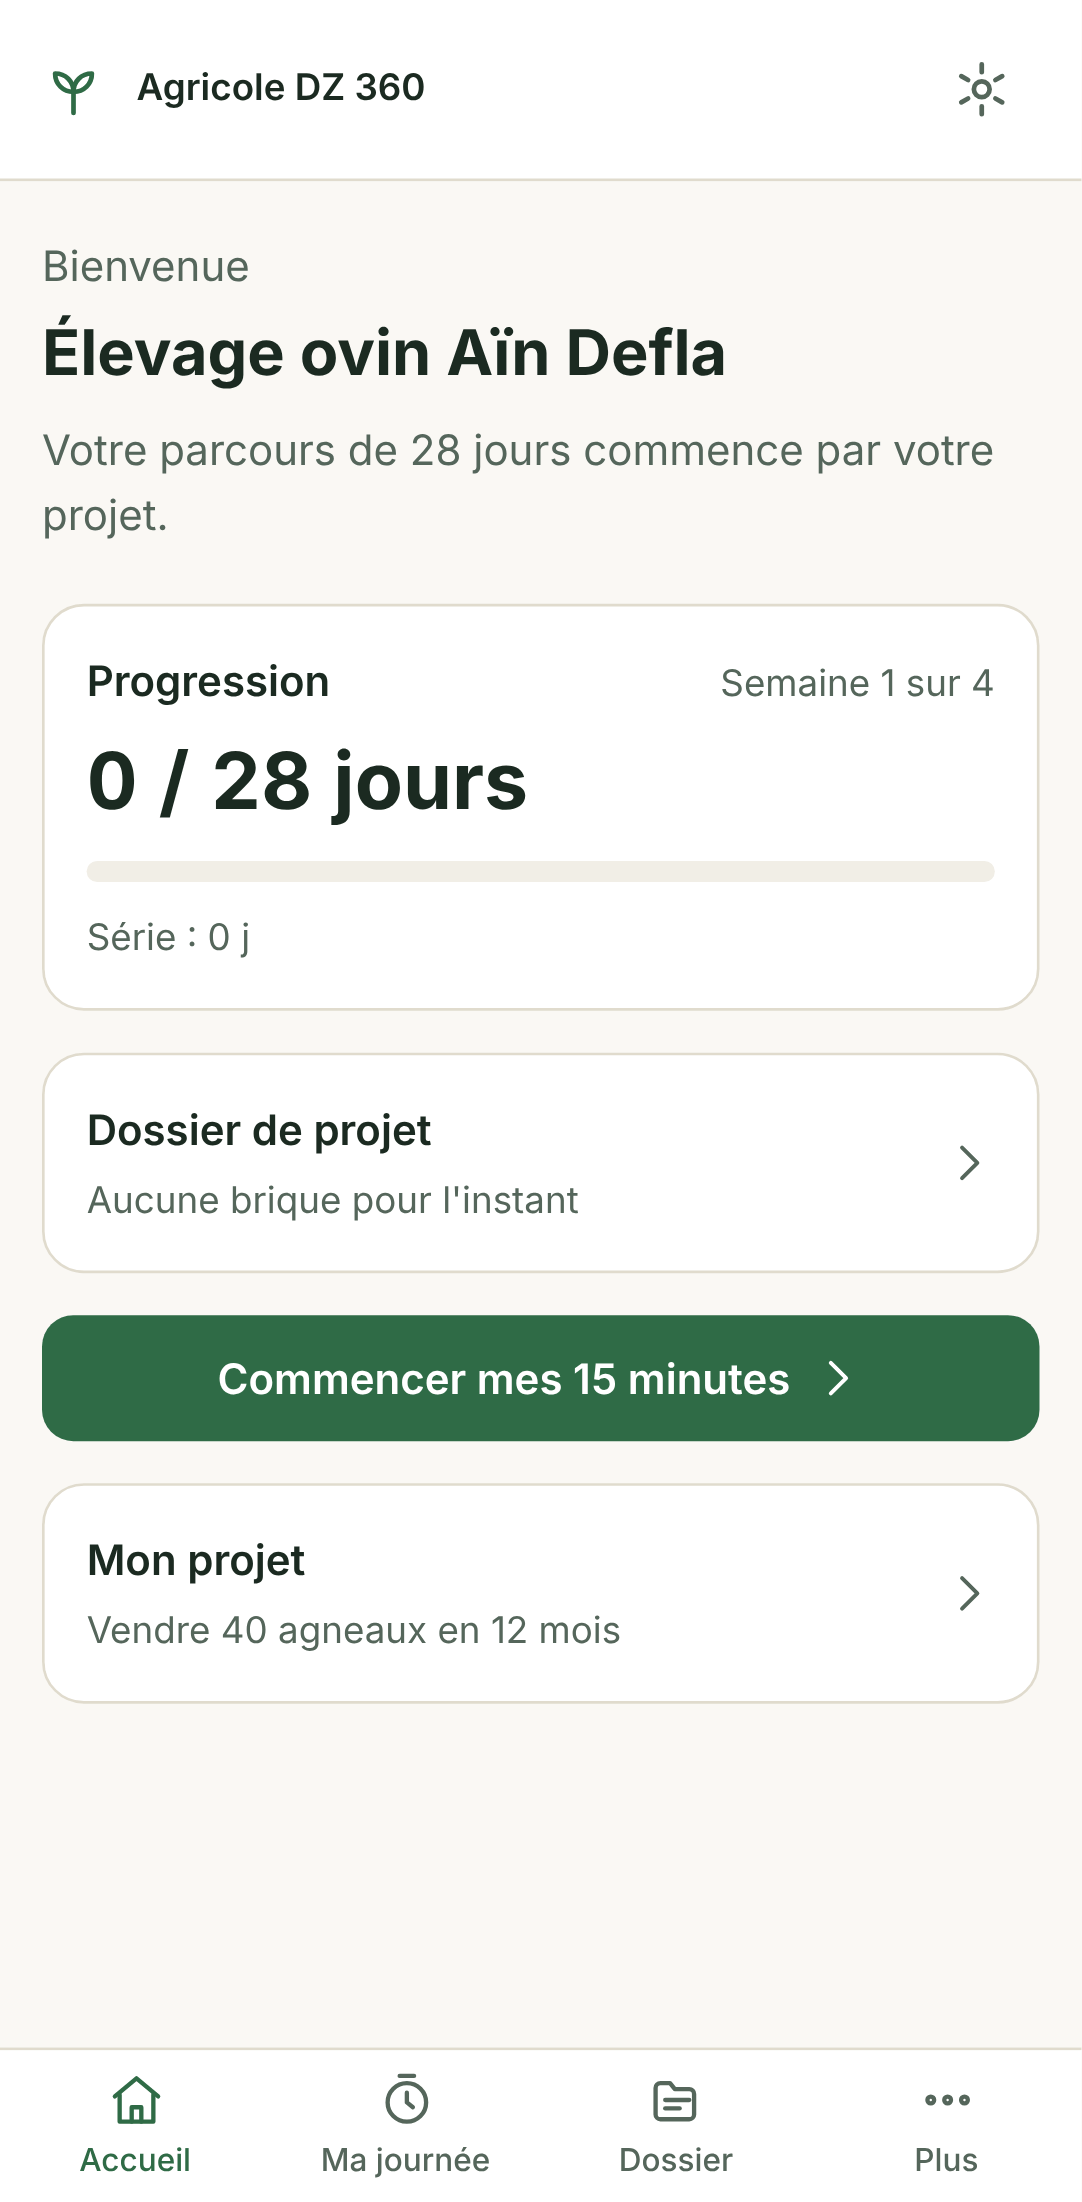 Agricole DZ 360
Bienvenue
Élevage ovin Aïn Defla
Votre parcours de 28 jours commence par votre
projet.
Progression
Semaine 1 sur 4
0 / 28 jours
Série : 0 j
Dossier de projet
Aucune brique pour l'instant
Commencer mes 15 minutes
Mon projet
Vendre 40 agneaux en 12 mois
Accueil
Ma journée
Dossier
Plus